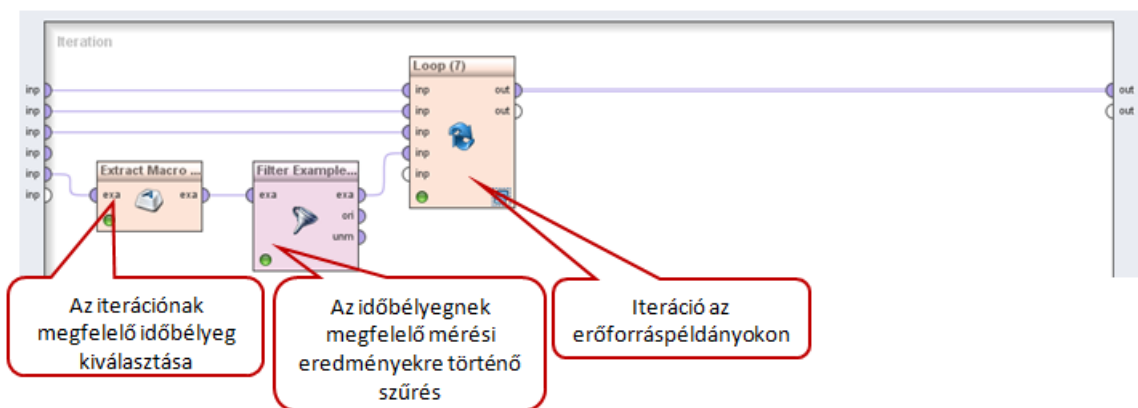 Iteration
Loop (7)
inp
inp
out
out
inp
inp
out
out
inp
inp
inp
inp
inp
Extract Macro ...
Filter Example...
inp
inp
exa
exa
exa
exa
ori
unm
Az iterációnak
megfelelő időbélyeg
kiválasztása
Az időbélyegnek
megfelelő mérési
eredményekre történő
szűrés
Iteráció az
erőforráspéldányokon